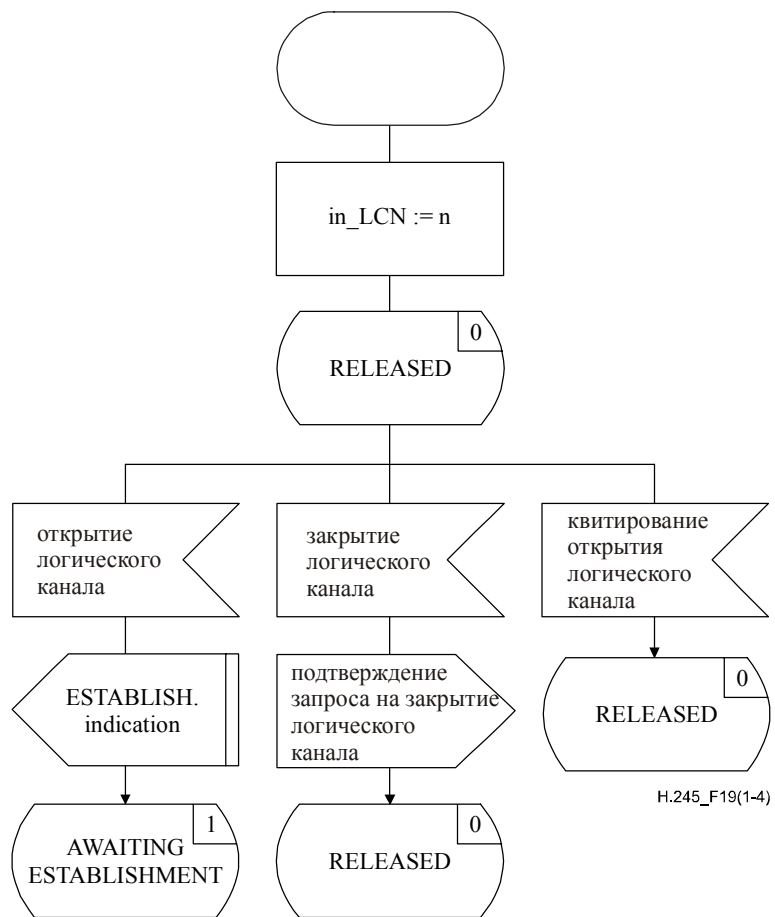 in_LCN := n
0
RELEASED
открытие
логического
канала
закрытие
логического
канала
квитирование
открытия
логического
канала
ESTABLISH.
indication
подтверждение
запроса на закрытие
логического
канала
0
RELEASED
H.245_F19(1-4)
1
AWAITING
ESTABLISHMENT
0
RELEASED